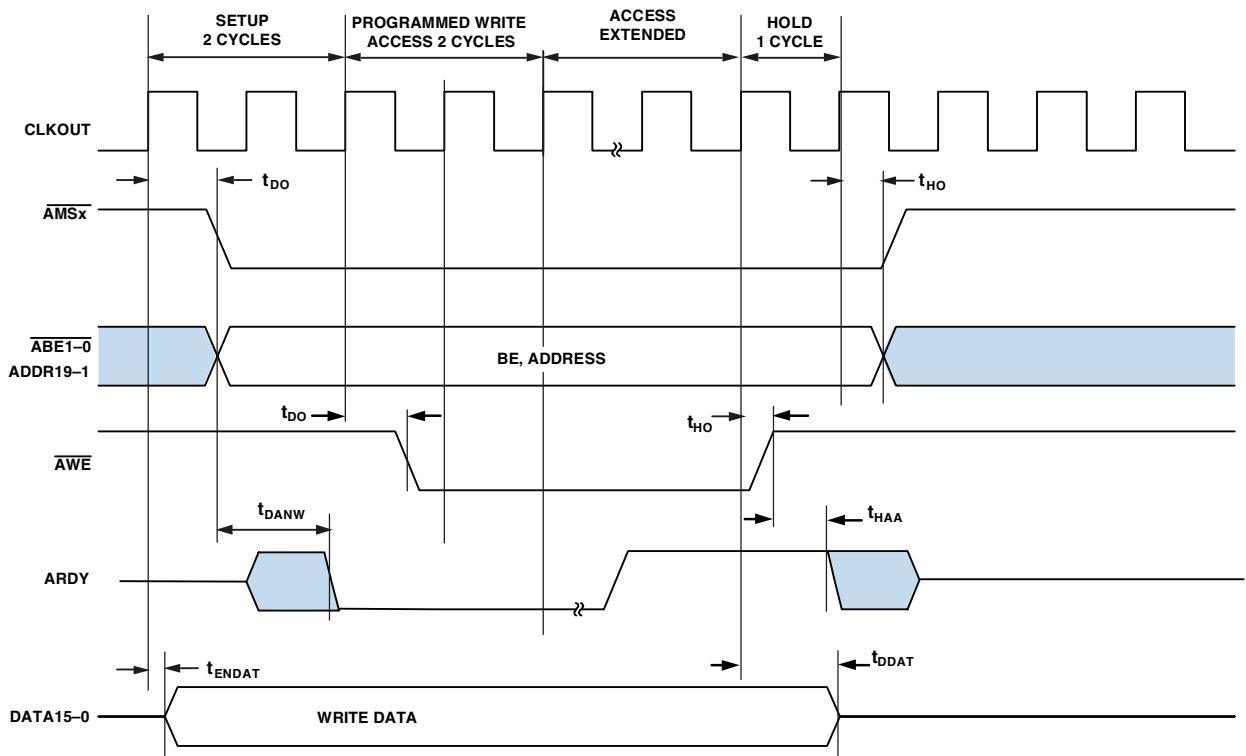 SETUP
2 CYCLES
PROGRAMMED WRITE
ACCESS 2 CYCLES
ACCESS
EXTENDED
HOLD
1 CYCLE
CLKOUT
tDO
tHO
AMSx
ABE1–0
ADDR19–1
BE, ADDRESS
tDO
tHO
AWE
tDANW
tHAA
ARDY
tENDAT
tDDAT
DATA15–0
WRITE DATA